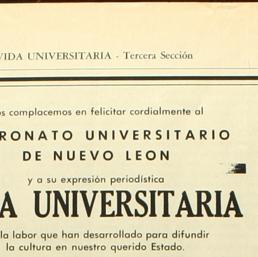 VIDA UNIVERSITARIA - Tercera Sección
os complacemos en felicitar cordialmente al
RONATO UNIVERSITARIO
DE NUEVO LEON
y a su expresión periodística
A UNIVERSITARIA
la labor que han desarrollado para difundir
la cultura en nuestro querido Estado.